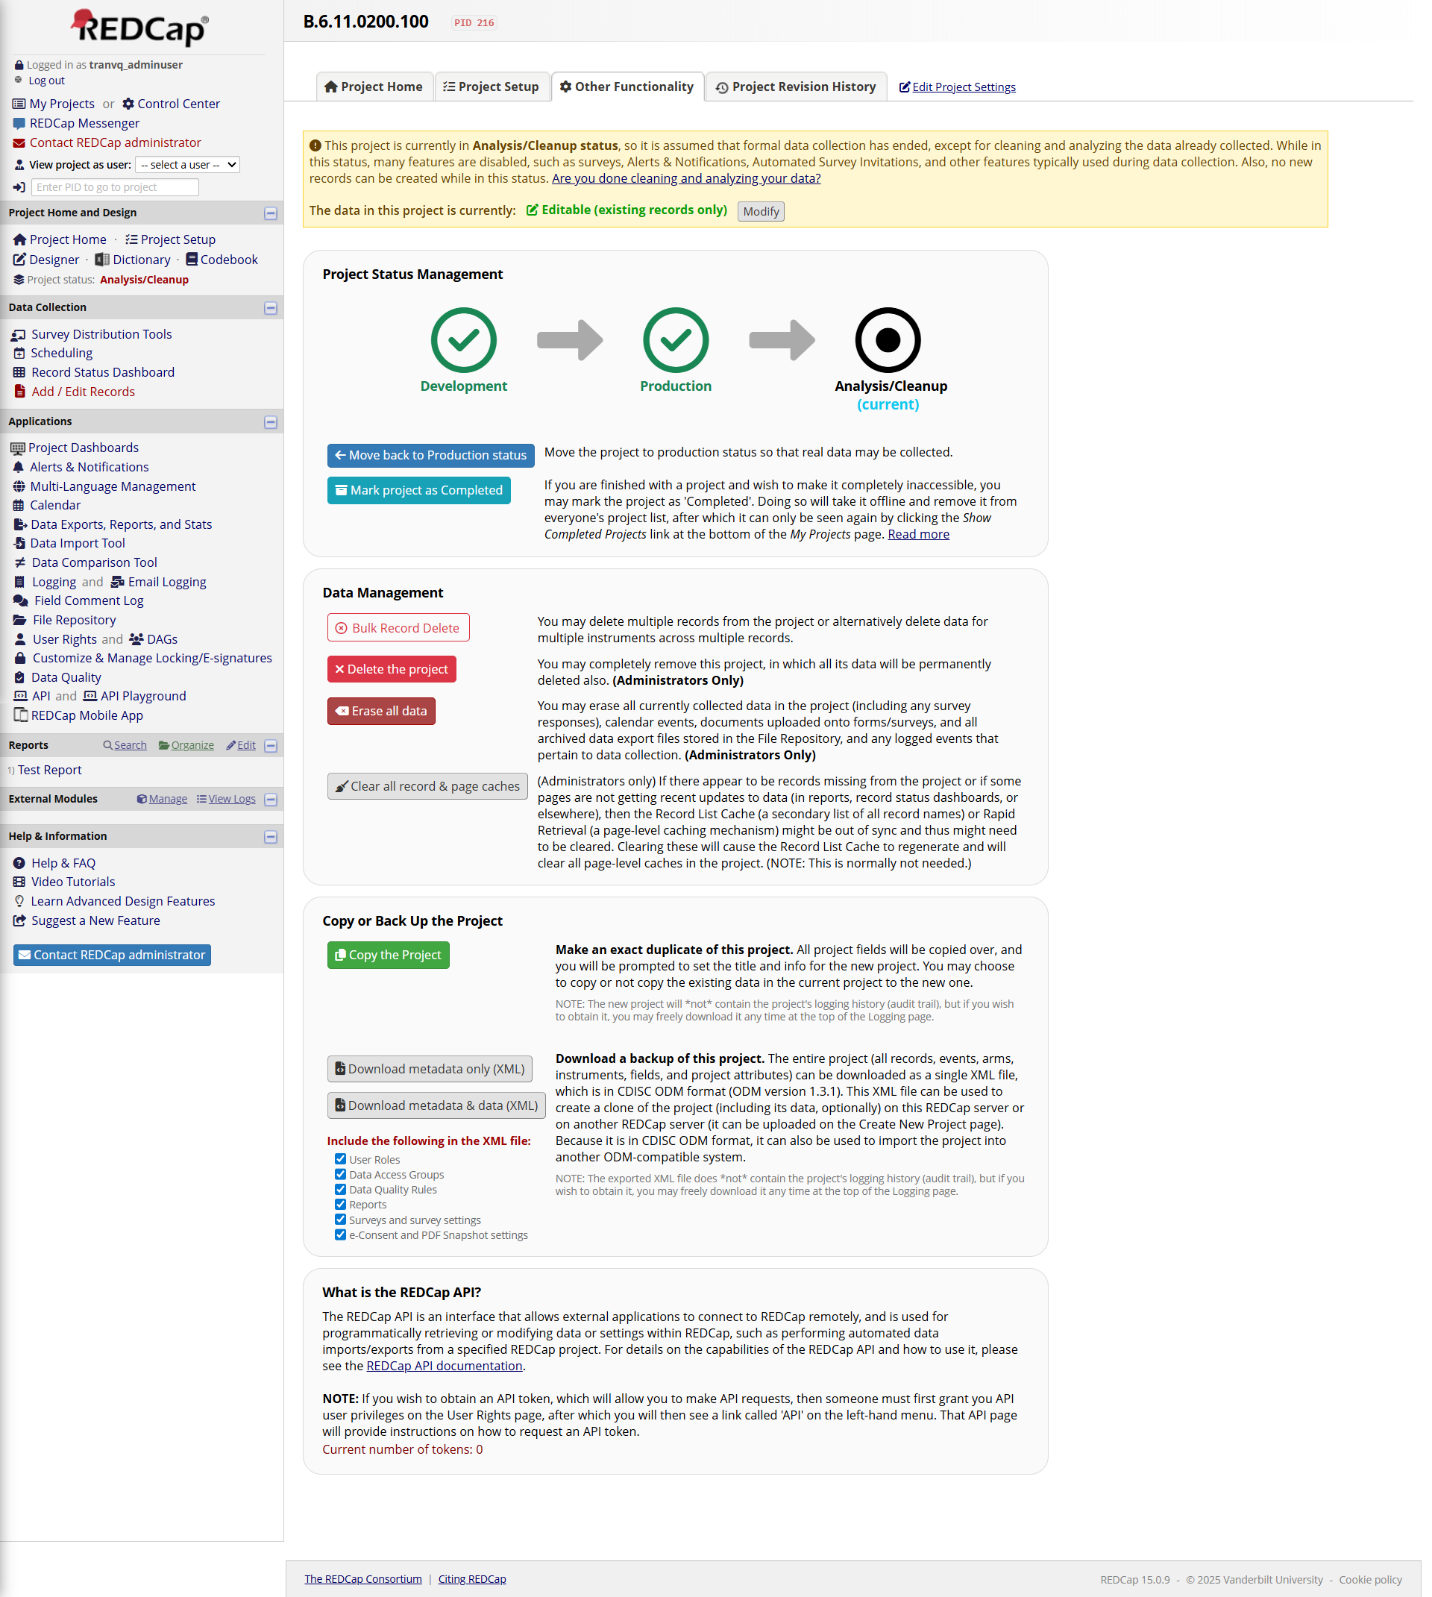 REDCap®
Logged in as tranvq_adminuser
Log out
My Projects or Control Center
REDCap Messenger
Contact REDCap administrator
View project as user: -- select a user --
Enter PID to go to project
Project Home and Design
Project Home · Project Setup
Designer · Dictionary · Codebook
Project status: Analysis/Cleanup
Data Collection
Survey Distribution Tools
Scheduling
Record Status Dashboard
Add / Edit Records
Applications
Project Dashboards
Alerts & Notifications
Multi-Language Management
Calendar
Data Exports, Reports, and Stats
Data Import Tool
Data Comparison Tool
Logging and Email Logging
Field Comment Log
File Repository
User Rights and DAGs
Customize & Manage Locking/E-signatures
Data Quality
API and API Playground
REDCap Mobile App
Reports Search Organize Edit
1) Test Report
External Modules Manage View Logs
Help & Information
Help & FAQ
Video Tutorials
Learn Advanced Design Features
Suggest a New Feature
Contact REDCap administrator
B.6.11.0200.100 PID 216
Project Home Project Setup Other Functionality Project Revision History Edit Project Settings
This project is currently in Analysis/Cleanup status, so it is assumed that formal data collection has ended, except for cleaning and analyzing the data already collected. While in
this status, many features are disabled, such as surveys, Alerts & Notifications, Automated Survey Invitations, and other features typically used during data collection. Also, no new
records can be created while in this status. Are you done cleaning and analyzing your data?
The data in this project is currently: Editable (existing records only) Modify
Project Status Management
Development Production Analysis/Cleanup
(current)
Move back to Production status Move the project to production status so that real data may be collected.
Mark project as Completed If you are finished with a project and wish to make it completely inaccessible, you
may mark the project as 'Completed'. Doing so will take it offline and remove it from
everyone's project list, after which it can only be seen again by clicking the Show
Completed Projects link at the bottom of the My Projects page. Read more
Data Management
Bulk Record Delete You may delete multiple records from the project or alternatively delete data for
multiple instruments across multiple records.
Delete the project You may completely remove this project, in which all its data will be permanently
deleted also. (Administrators Only)
Erase all data You may erase all currently collected data in the project (including any survey
responses), calendar events, documents uploaded onto forms/surveys, and all
archived data export files stored in the File Repository, and any logged events that
pertain to data collection. (Administrators Only)
Clear all record & page caches (Administrators only) If there appear to be records missing from the project or if some
pages are not getting recent updates to data (in reports, record status dashboards, or
elsewhere), then the Record List Cache (a secondary list of all record names) or Rapid
Retrieval (a page-level caching mechanism) might be out of sync and thus might need
to be cleared. Clearing these will cause the Record List Cache to regenerate and will
clear all page-level caches in the project. (NOTE: This is normally not needed.)
Copy or Back Up the Project
Copy the Project Make an exact duplicate of this project. All project fields will be copied over, and
you will be prompted to set the title and info for the new project. You may choose
to copy or not copy the existing data in the current project to the new one.
NOTE: The new project will *not* contain the project's logging history (audit trail), but if you wish
to obtain it, you may freely download it any time at the top of the Logging page.
Download metadata only (XML)
Download metadata & data (XML)
Include the following in the XML file:
User Roles
Data Access Groups
Data Quality Rules
Reports
Surveys and survey settings
e-Consent and PDF Snapshot settings
Download a backup of this project. The entire project (all records, events, arms,
instruments, fields, and project attributes) can be downloaded as a single XML file,
which is in CDISC ODM format (ODM version 1.3.1). This XML file can be used to
create a clone of the project (including its data, optionally) on this REDCap server or
on another REDCap server (it can be uploaded on the Create New Project page).
Because it is in CDISC ODM format, it can also be used to import the project into
another ODM-compatible system.
NOTE: The exported XML file does *not* contain the project's logging history (audit trail), but if you
wish to obtain it, you may freely download it any time at the top of the Logging page.
What is the REDCap API?
The REDCap API is an interface that allows external applications to connect to REDCap remotely, and is used for
programmatically retrieving or modifying data or settings within REDCap, such as performing automated data
imports/exports from a specified REDCap project. For details on the capabilities of the REDCap API and how to use it, please
see the REDCap API documentation.
NOTE: If you wish to obtain an API token, which will allow you to make API requests, then someone must first grant you API
user privileges on the User Rights page, after which you will then see a link called 'API' on the left-hand menu. That API page
will provide instructions on how to request an API token.
Current number of tokens: 0
The REDCap Consortium | Citing REDCap
REDCap 15.0.9 - © 2025 Vanderbilt University - Cookie policy